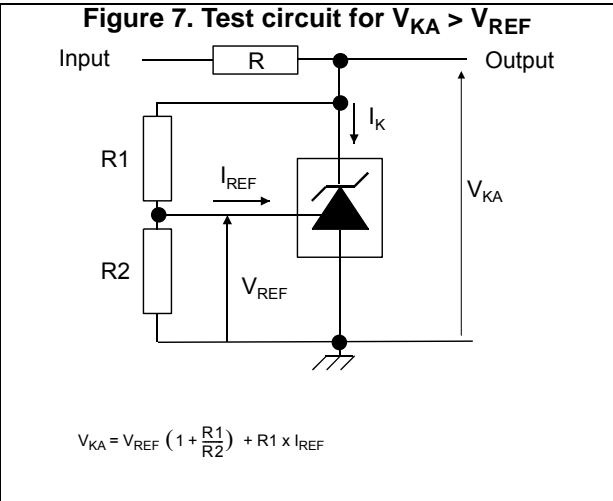 Figure 7. Test circuit for VKA > VREF
Input R Output
IK
R1
IREF
VKA
R2
VREF
VKA = VREF (1 + R1/R2) + R1 x IREF